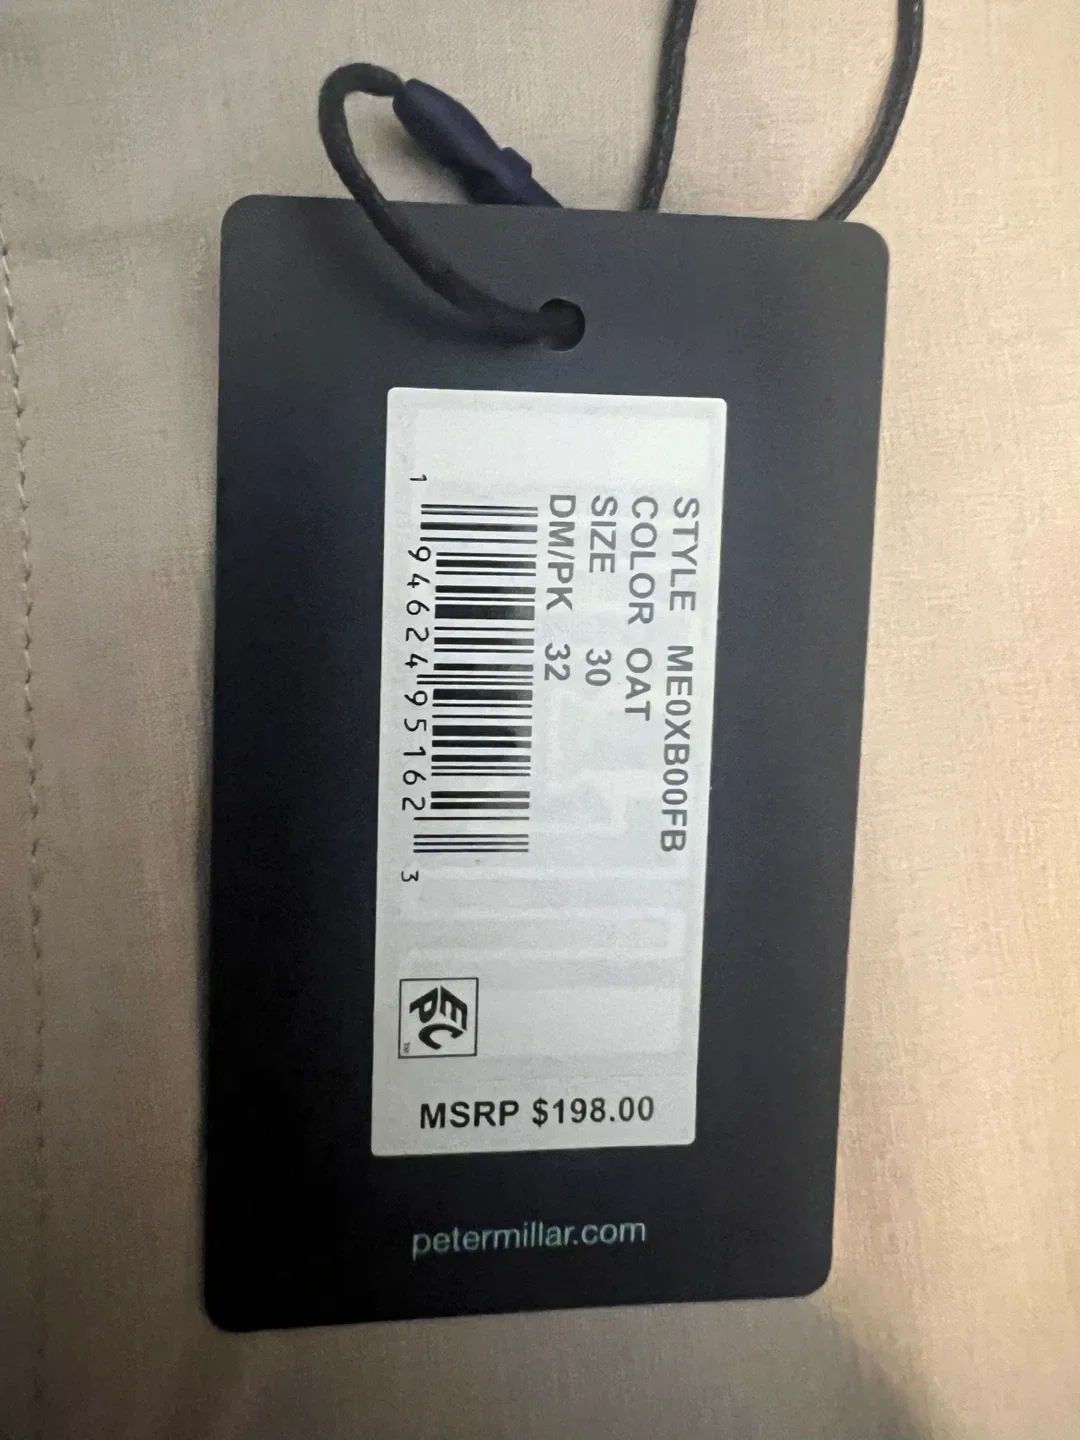 STYLE ME0XB00FB
COLOR OAT
SIZE 30
DM/PK 32
1 94624 95162 3
EPC
TM
MSRP $198.00
petermillar.com